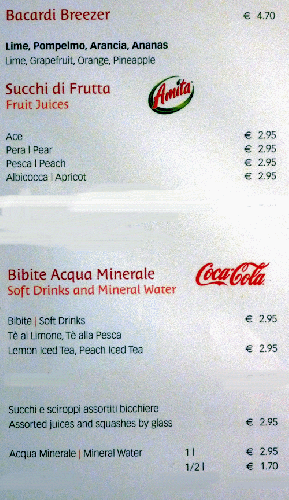 Bacardi Breezer € 4.70
Lime, Pompelmo, Arancia, Ananas
Lime, Grapefruit, Orange, Pineapple
Succhi di Frutta
Fruit Juices
Amita
Ace € 2.95
Pera | Pear € 2.95
Pesca | Peach € 2.95
Albicocca | Apricot € 2.95
Bibite Acqua Minerale
Soft Drinks and Mineral Water
Coca-Cola
Bibite | Soft Drinks € 2.95
Tè al Limone, Tè alla Pesca
Lemon Iced Tea, Peach Iced Tea € 2.95
Succhi e sciroppi assortiti bicchiere
Assorted juices and squashes by glass € 2.95
Acqua Minerale | Mineral Water 1 l € 2.95
1/2 l € 1.70